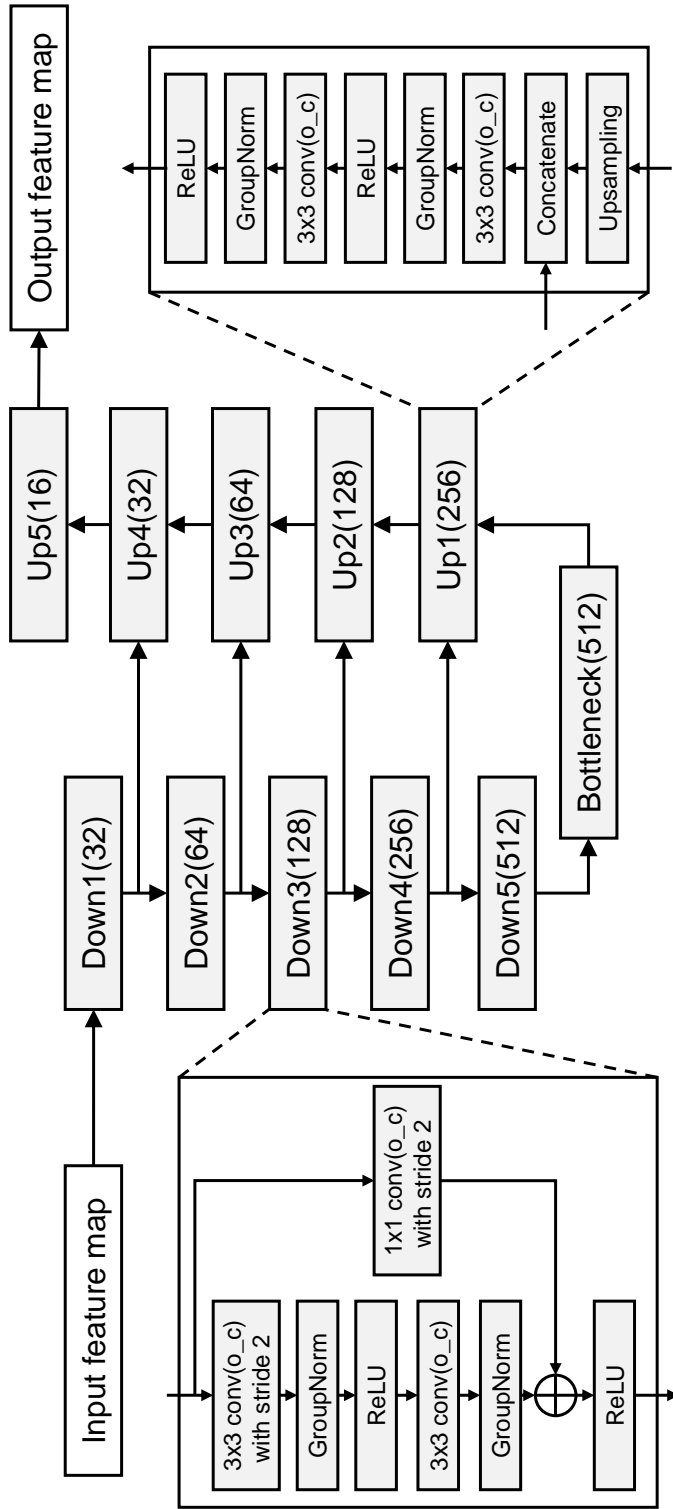 Input feature map
3x3 conv(o_c)
with stride 2
GroupNorm
ReLU
3x3 conv(o_c)
GroupNorm
ReLU
1x1 conv(o_c)
with stride 2
Down1(32)
Down2(64)
Down3(128)
Down4(256)
Down5(512)
Bottleneck(512)
Up5(16)
Up4(32)
Up3(64)
Up2(128)
Up1(256)
Output feature map
ReLU
GroupNorm
3x3 conv(o_c)
ReLU
GroupNorm
3x3 conv(o_c)
Concatenate
Upsampling